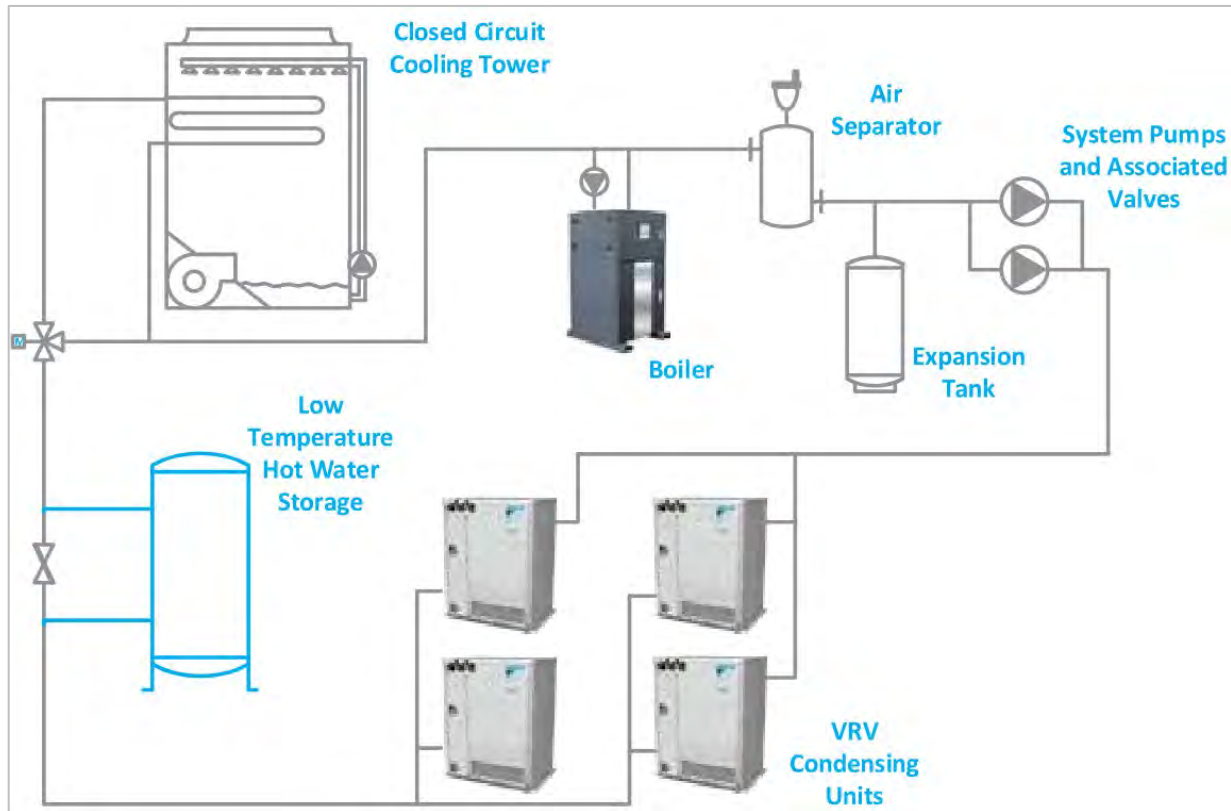 Closed Circuit
Cooling Tower
Air
Separator
System Pumps
and Associated
Valves
Boiler
Expansion
Tank
M
Low
Temperature
Hot Water
Storage
VRV
Condensing
Units